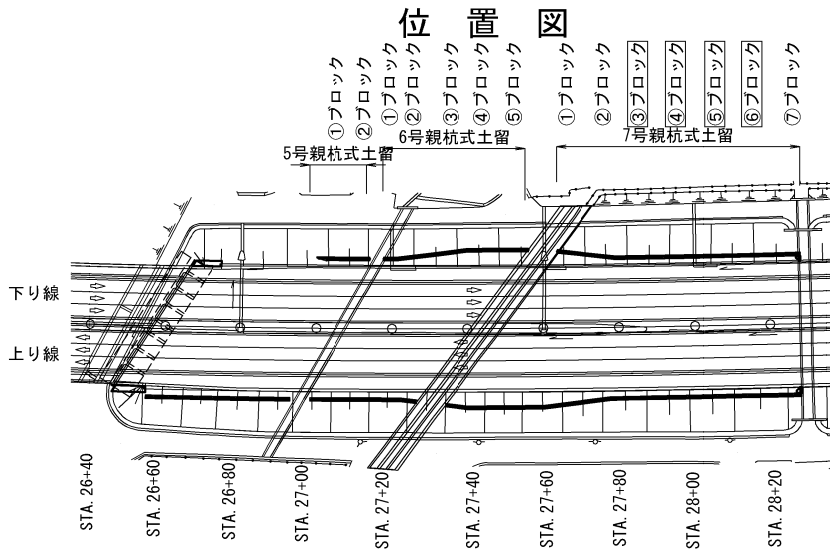 位置図
①ブロック
②ブロック
①ブロック
②ブロック
③ブロック
④ブロック
⑤ブロック
①ブロック
②ブロック
③ブロック
④ブロック
⑤ブロック
⑥ブロック
⑦ブロック
5号親杭式土留
6号親杭式土留
7号親杭式土留
下り線
上り線
STA. 26+40
STA. 26+60
STA. 26+80
STA. 27+00
STA. 27+20
STA. 27+40
STA. 27+60
STA. 27+80
STA. 28+00
STA. 28+20